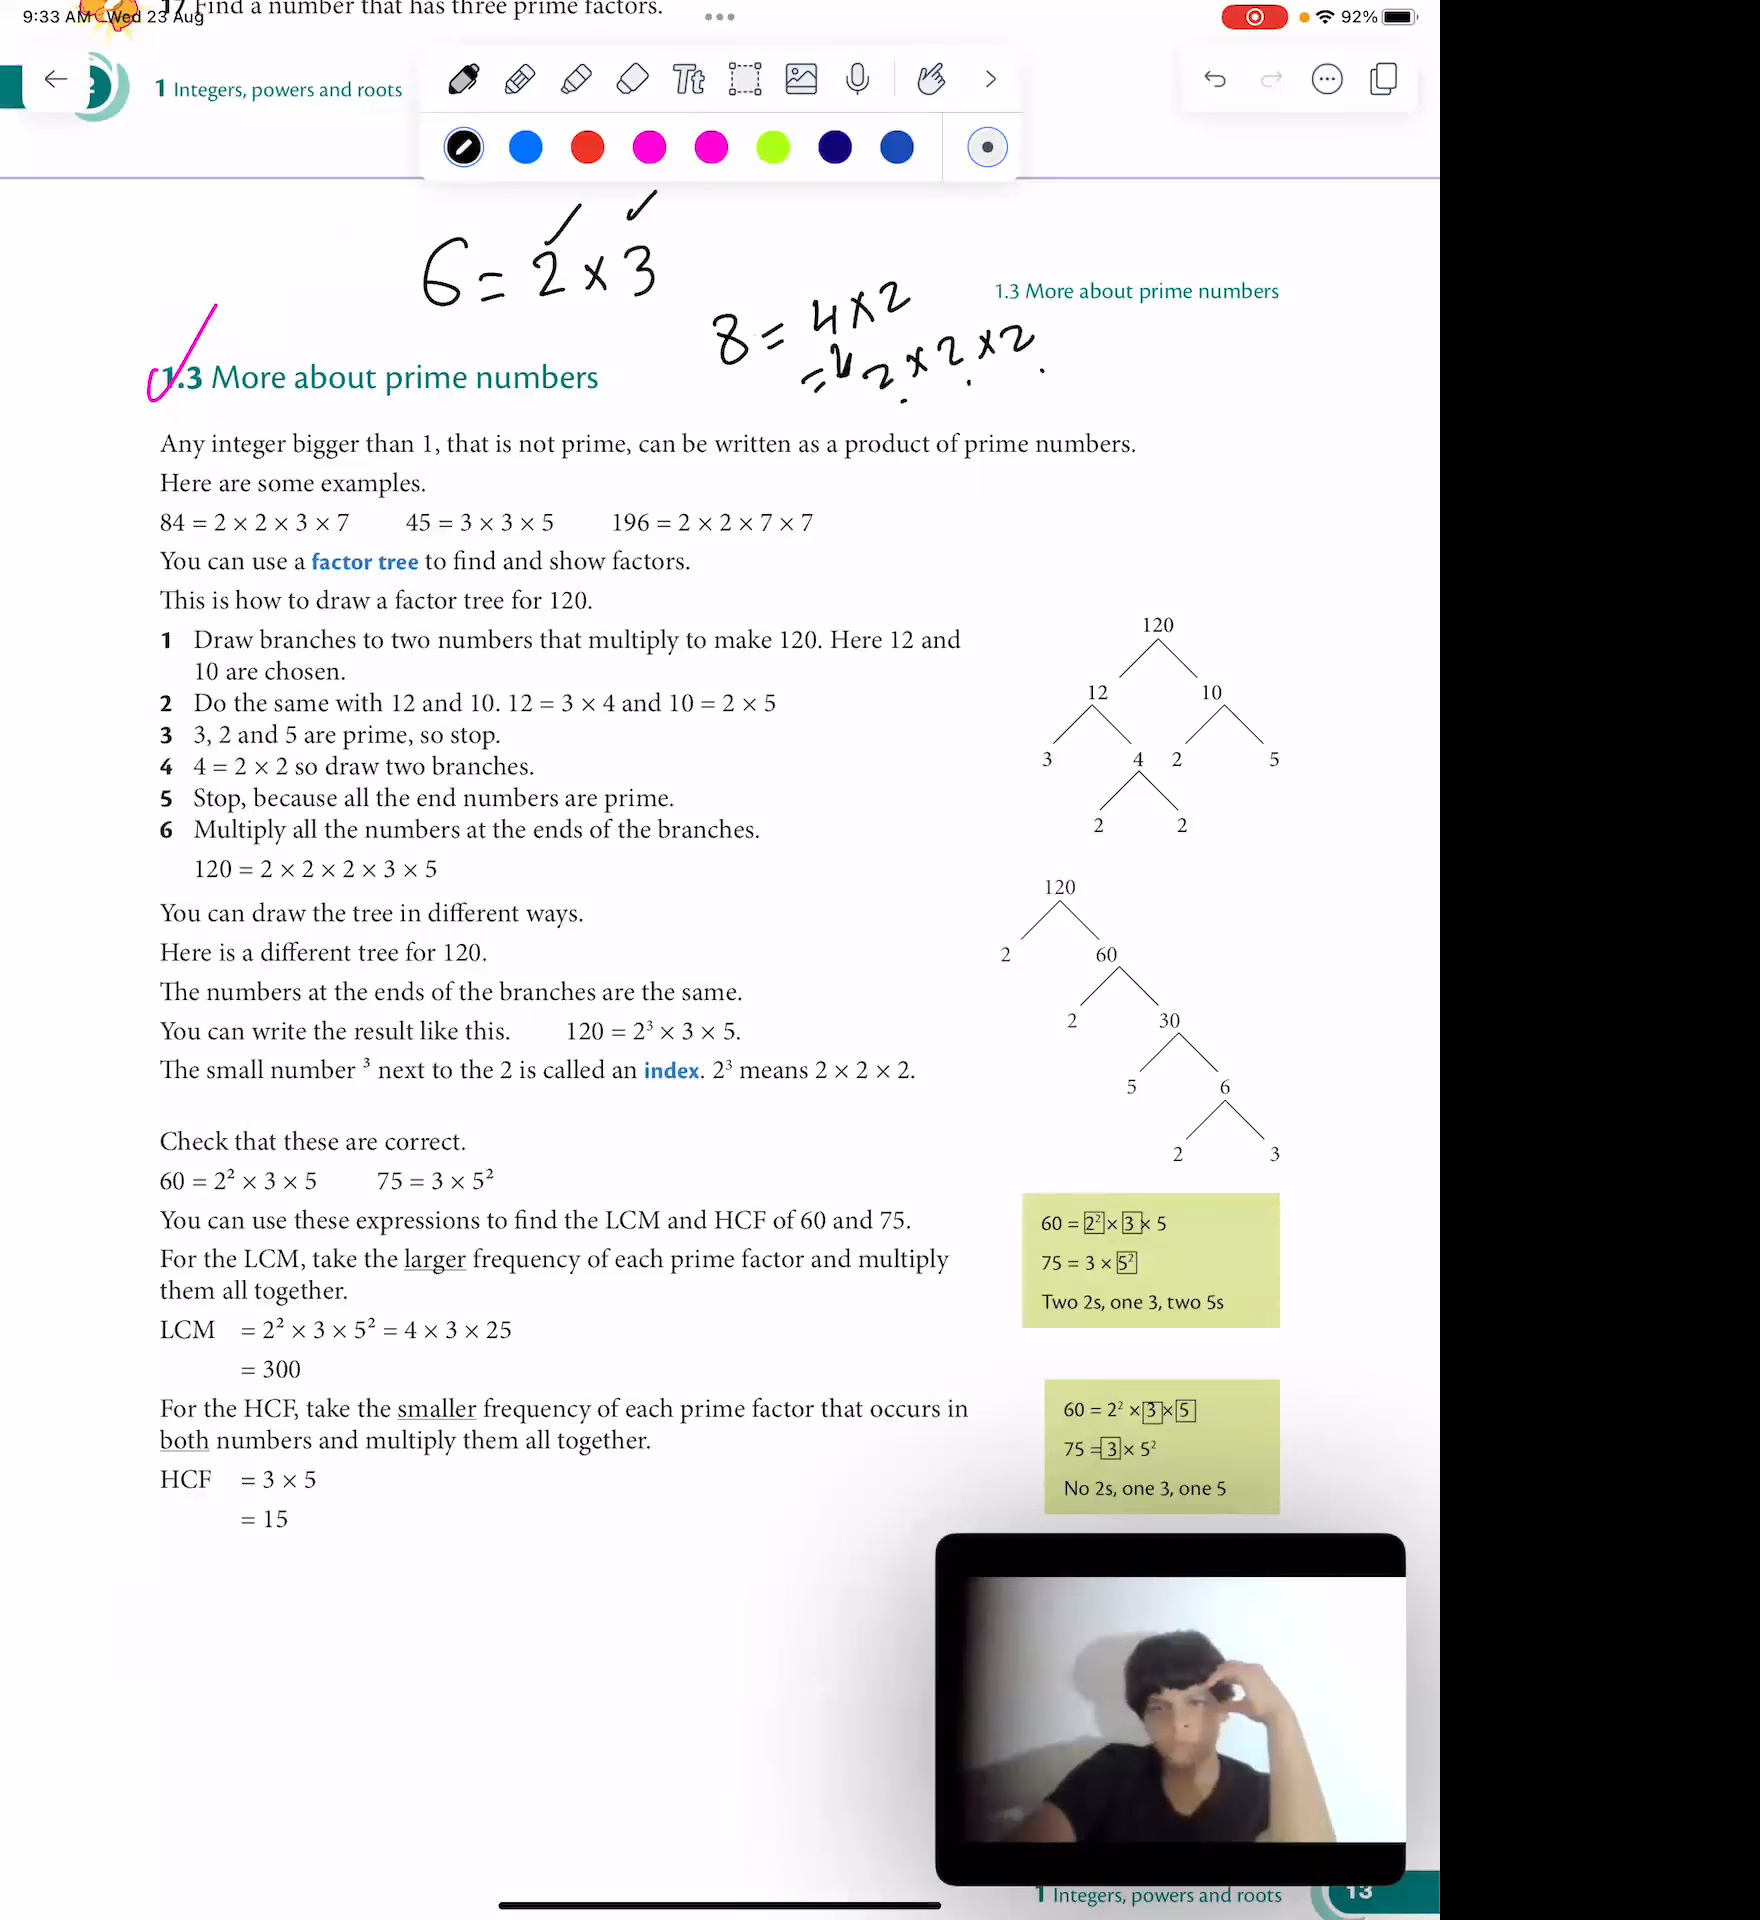 17 Find a number that has three prime factors.
9:33 AM Wed 23 Aug
92%
1 Integers, powers and roots
Tt
6 = 2 × 3
8 = 4 × 2
= 2 × 2 × 2
1.3 More about prime numbers
1.3 More about prime numbers
Any integer bigger than 1, that is not prime, can be written as a product of prime numbers.
Here are some examples.
84 = 2 × 2 × 3 × 7 45 = 3 × 3 × 5 196 = 2 × 2 × 7 × 7
You can use a factor tree to find and show factors.
This is how to draw a factor tree for 120.
1 Draw branches to two numbers that multiply to make 120. Here 12 and
10 are chosen.
2 Do the same with 12 and 10. 12 = 3 × 4 and 10 = 2 × 5
3 3, 2 and 5 are prime, so stop.
4 4 = 2 × 2 so draw two branches.
5 Stop, because all the end numbers are prime.
6 Multiply all the numbers at the ends of the branches.
120 = 2 × 2 × 2 × 3 × 5
120
12 10
3 4 2 5
2 2
You can draw the tree in different ways.
Here is a different tree for 120.
The numbers at the ends of the branches are the same.
You can write the result like this. 120 = 2³ × 3 × 5.
The small number ³ next to the 2 is called an index. 2³ means 2 × 2 × 2.
120
2 60
2 30
5 6
2 3
Check that these are correct.
60 = 2² × 3 × 5 75 = 3 × 5²
You can use these expressions to find the LCM and HCF of 60 and 75.
For the LCM, take the larger frequency of each prime factor and multiply
them all together.
LCM = 2² × 3 × 5² = 4 × 3 × 25
= 300
60 = 2² × 3 × 5
75 = 3 × 5²
Two 2s, one 3, two 5s
For the HCF, take the smaller frequency of each prime factor that occurs in
both numbers and multiply them all together.
HCF = 3 × 5
= 15
60 = 2² × 3 × 5
75 = 3 × 5²
No 2s, one 3, one 5
1 Integers, powers and roots
13